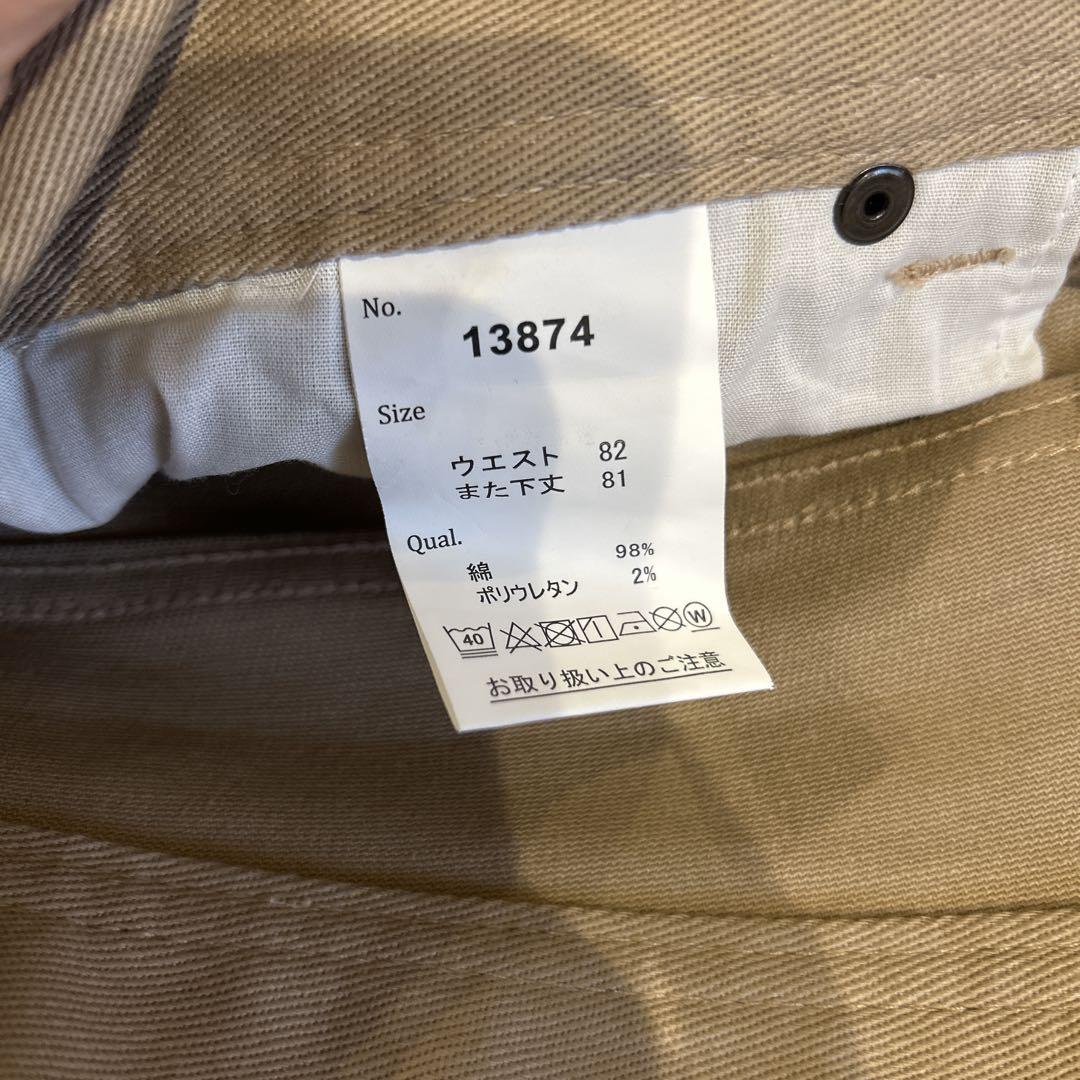 No.
13874
Size
ウエスト 82
また下丈 81
Qual.
綿 98%
ポリウレタン 2%
40 W
お取り扱い上のご注意